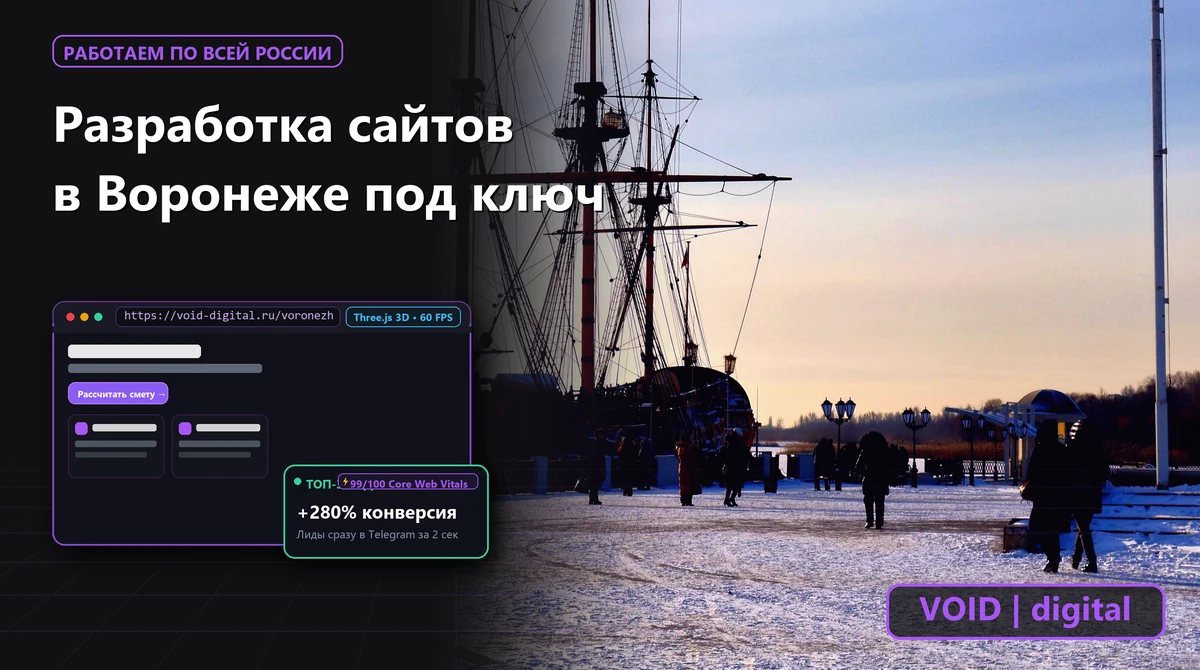 РАБОТАЕМ ПО ВСЕЙ РОССИИ
Разработка сайтов
в Воронеже под ключ
https://void-digital.ru/voronezh
Three.js 3D • 60 FPS
Рассчитать смету →
ТОП-
⚡99/100 Core Web Vitals
+280% конверсия
Лиды сразу в Telegram за 2 сек
VOID | digital